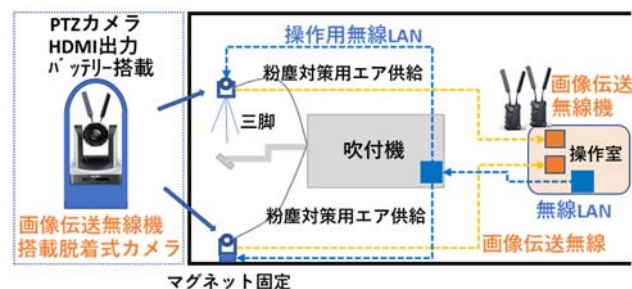 PTZカメラ
HDMI出力
バッテリー搭載
画像伝送無線機
搭載脱着式カメラ
操作用無線LAN
粉塵対策用エア供給
三脚
吹付機
粉塵対策用エア供給
マグネット固定
画像伝送
無線機
操作室
無線LAN
画像伝送無線